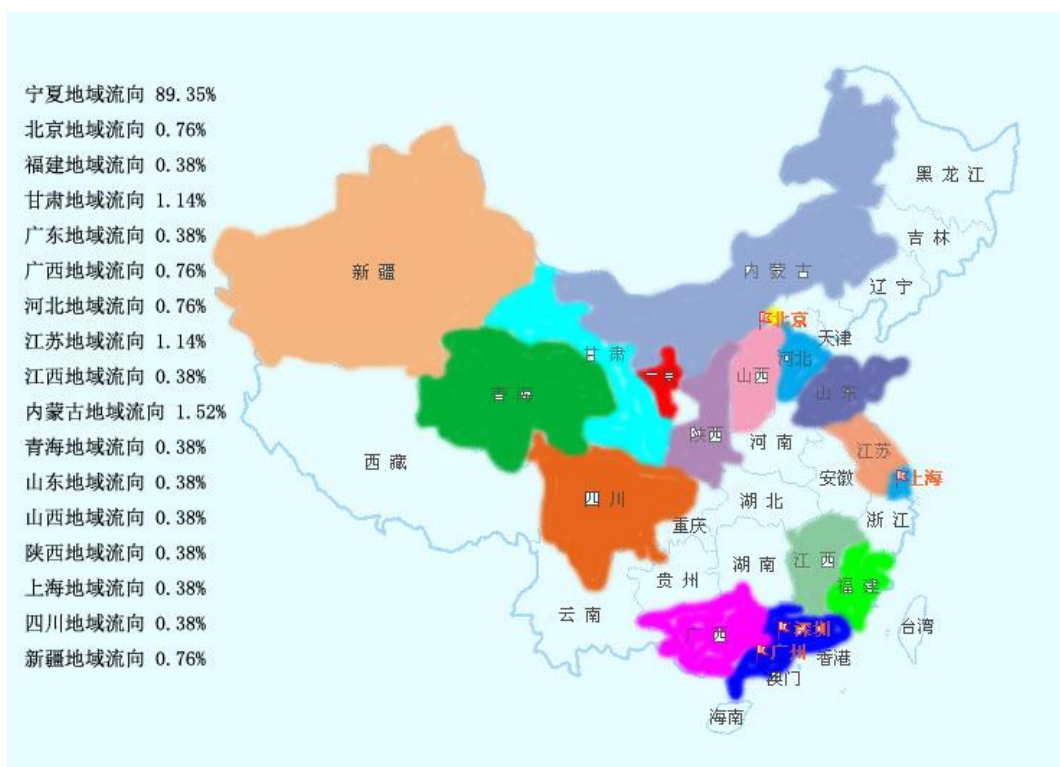 宁夏地域流向 89.35%
北京地域流向 0.76%
福建地域流向 0.38%
甘肃地域流向 1.14%
广东地域流向 0.38%
广西地域流向 0.76%
河北地域流向 0.76%
江苏地域流向 1.14%
江西地域流向 0.38%
内蒙古地域流向 1.52%
青海地域流向 0.38%
山东地域流向 0.38%
山西地域流向 0.38%
陕西地域流向 0.38%
上海地域流向 0.38%
四川地域流向 0.38%
新疆地域流向 0.76%
黑龙江
吉林
新疆
内蒙古
辽宁
北京
天津
甘肃
河北
山西
青海
山东
陕西
河南
江苏
西藏
安徽
上海
四川
湖北
浙江
重庆
湖南
江西
贵州
福建
云南
台湾
深圳
广西
广州
香港
澳门
海南